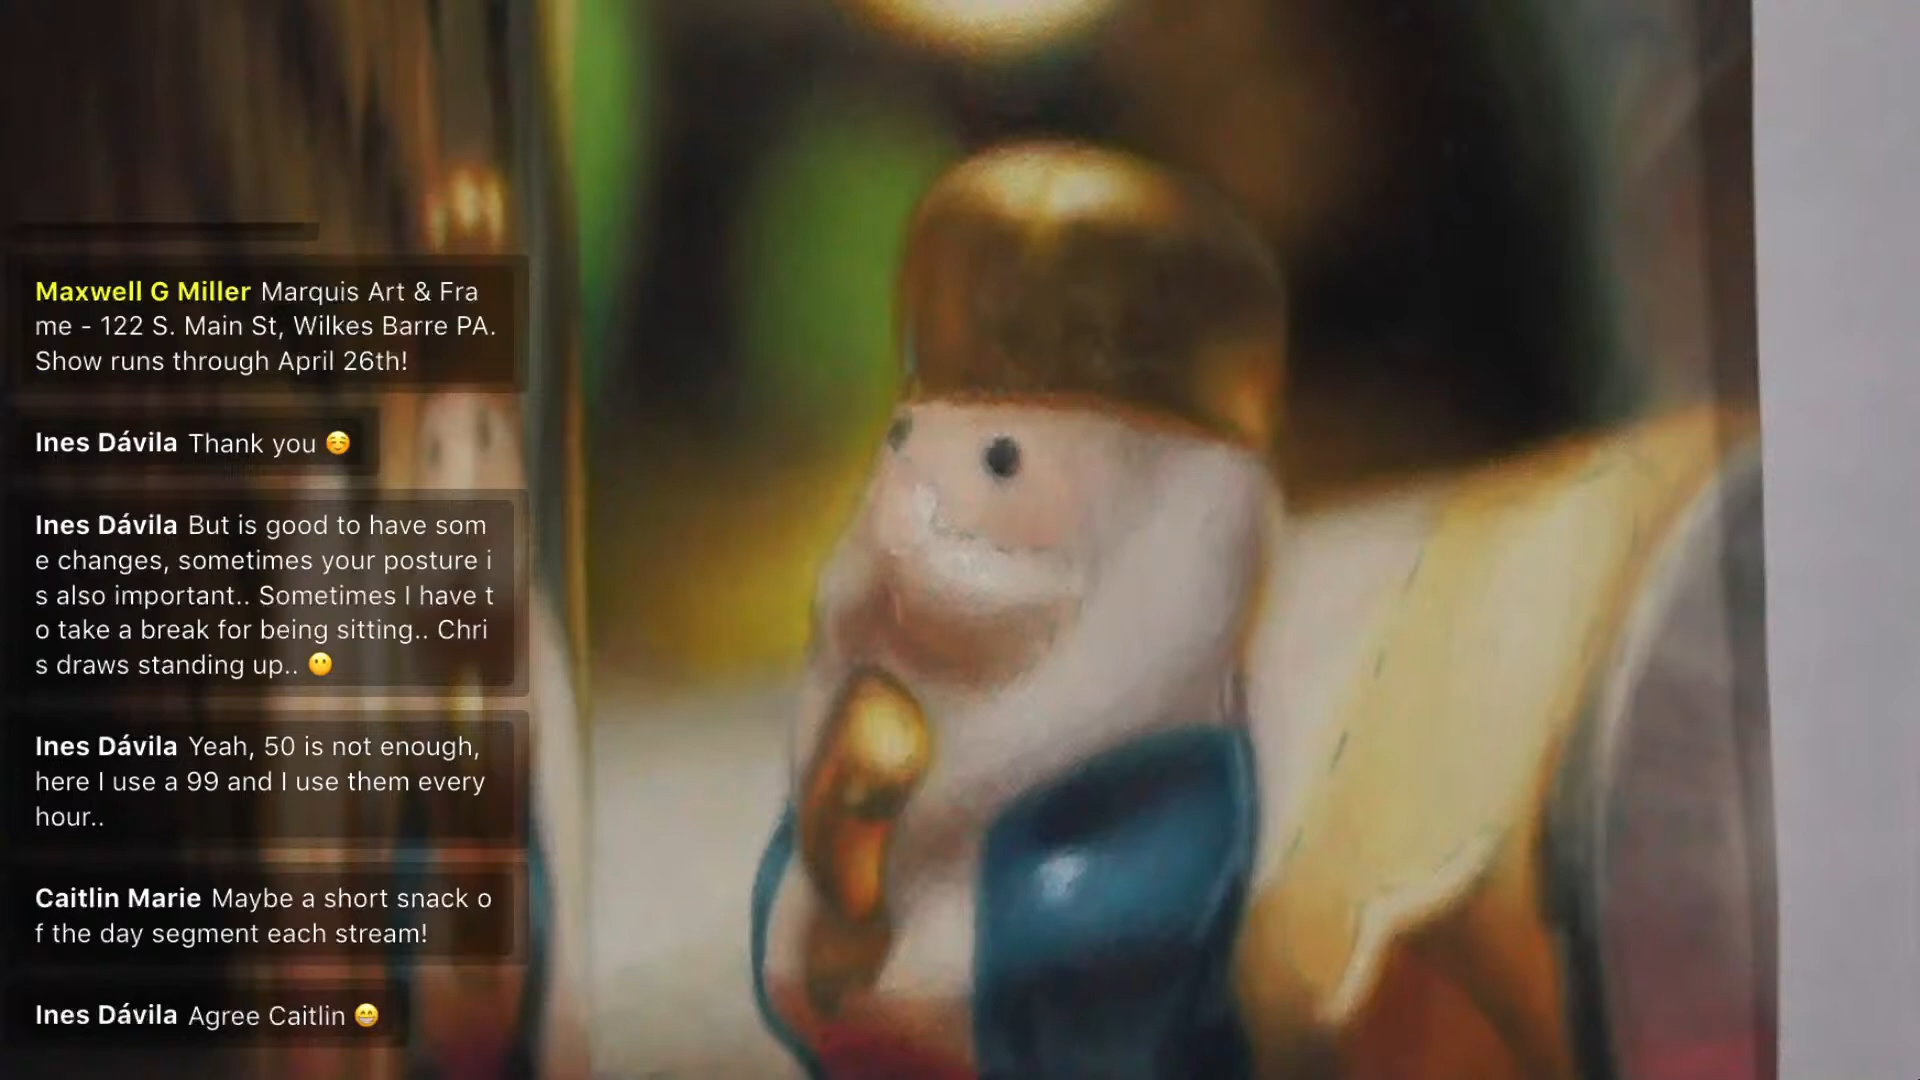 Maxwell G Miller Marquis Art & Fra
me - 122 S. Main St, Wilkes Barre PA.
Show runs through April 26th!
Ines Dávila Thank you ☺️
Ines Dávila But is good to have som
e changes, sometimes your posture i
s also important.. Sometimes I have t
o take a break for being sitting.. Chri
s draws standing up.. 😶
Ines Dávila Yeah, 50 is not enough,
here I use a 99 and I use them every
hour..
Caitlin Marie Maybe a short snack o
f the day segment each stream!
Ines Dávila Agree Caitlin 😁